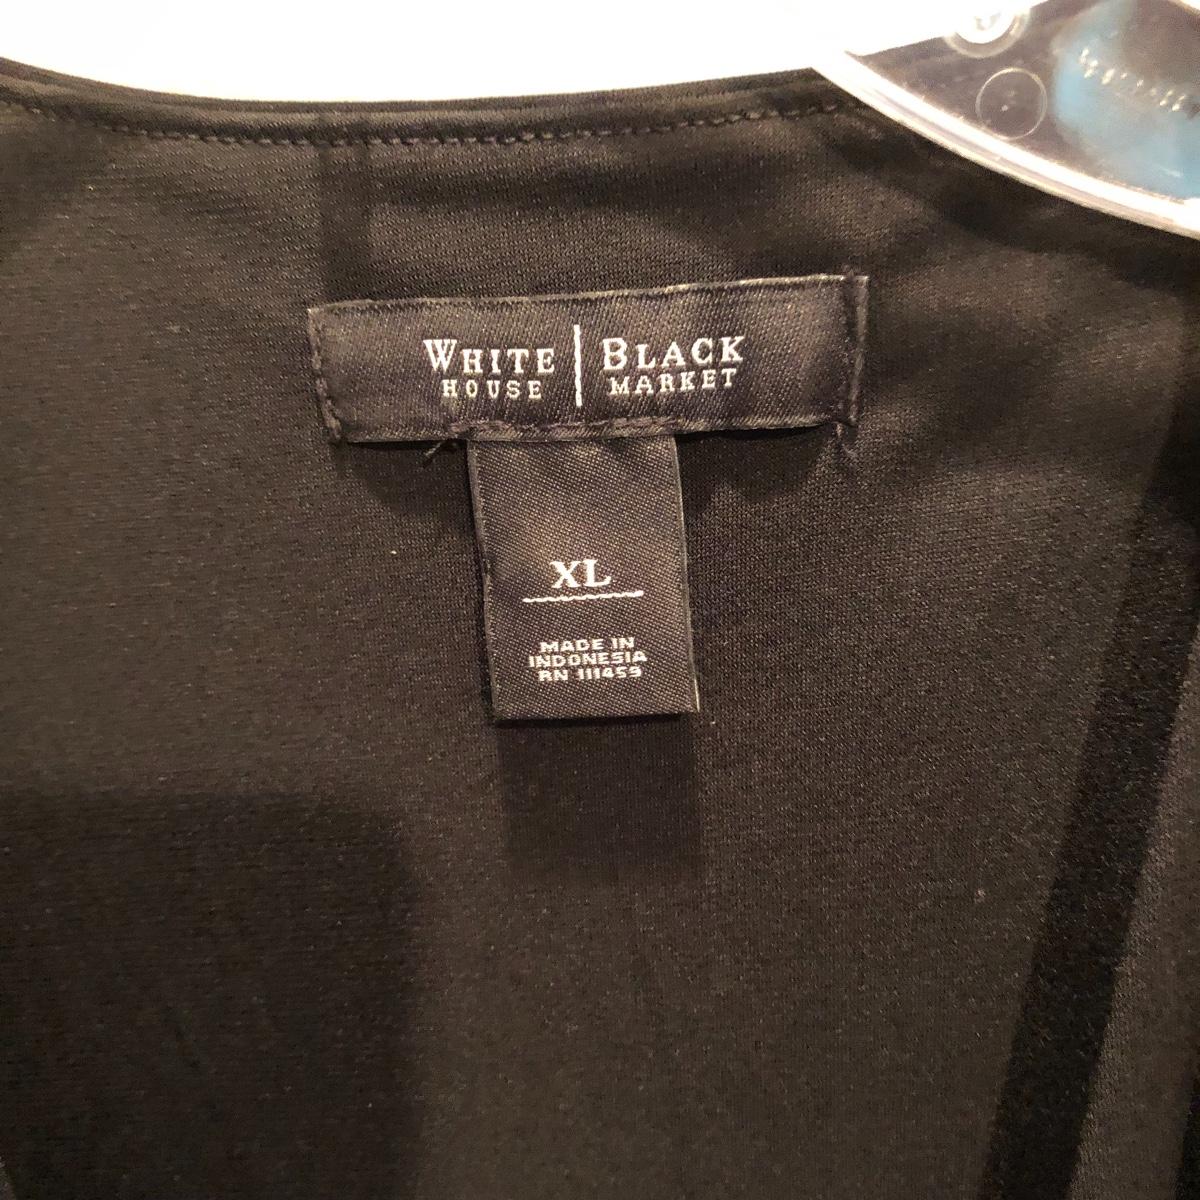 WHITE | BLACK
HOUSE | MARKET
XL
MADE IN
INDONESIA
RN 111459